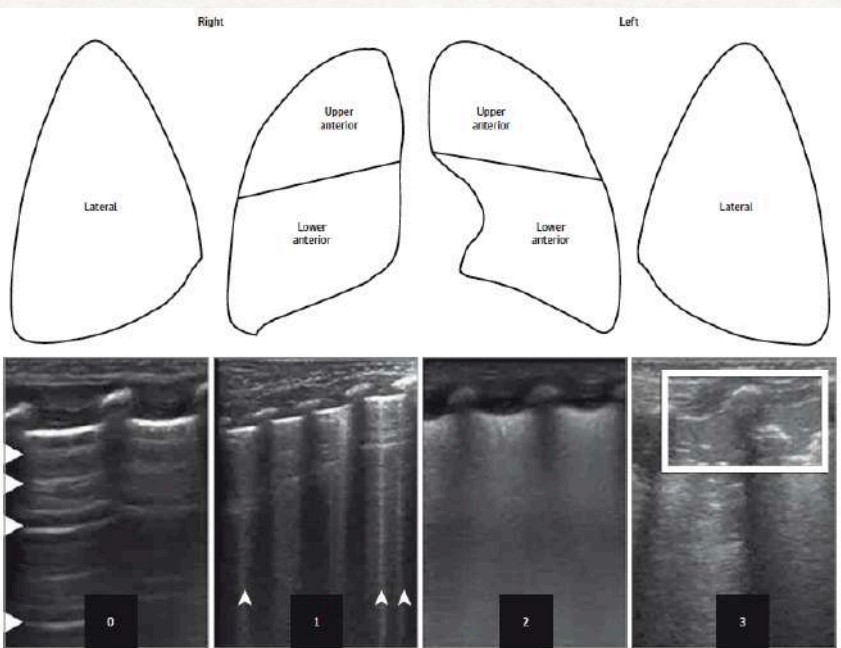 Right
Left
Lateral
Upper
anterior
Lower
anterior
Upper
anterior
Lower
anterior
Lateral
0
1
2
3